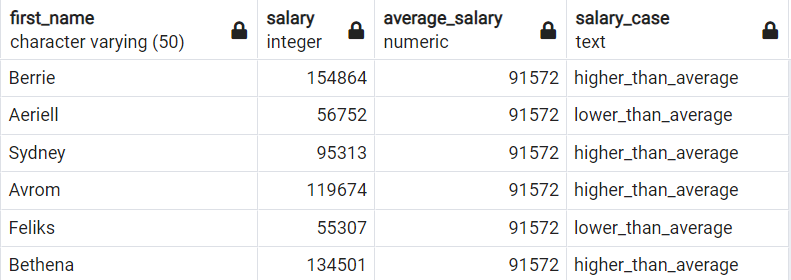 first_name salary average_salary salary_case
character varying (50) integer numeric text
Berrie 154864 91572 higher_than_average
Aeriell 56752 91572 lower_than_average
Sydney 95313 91572 higher_than_average
Avrom 119674 91572 higher_than_average
Feliks 55307 91572 lower_than_average
Bethena 134501 91572 higher_than_average